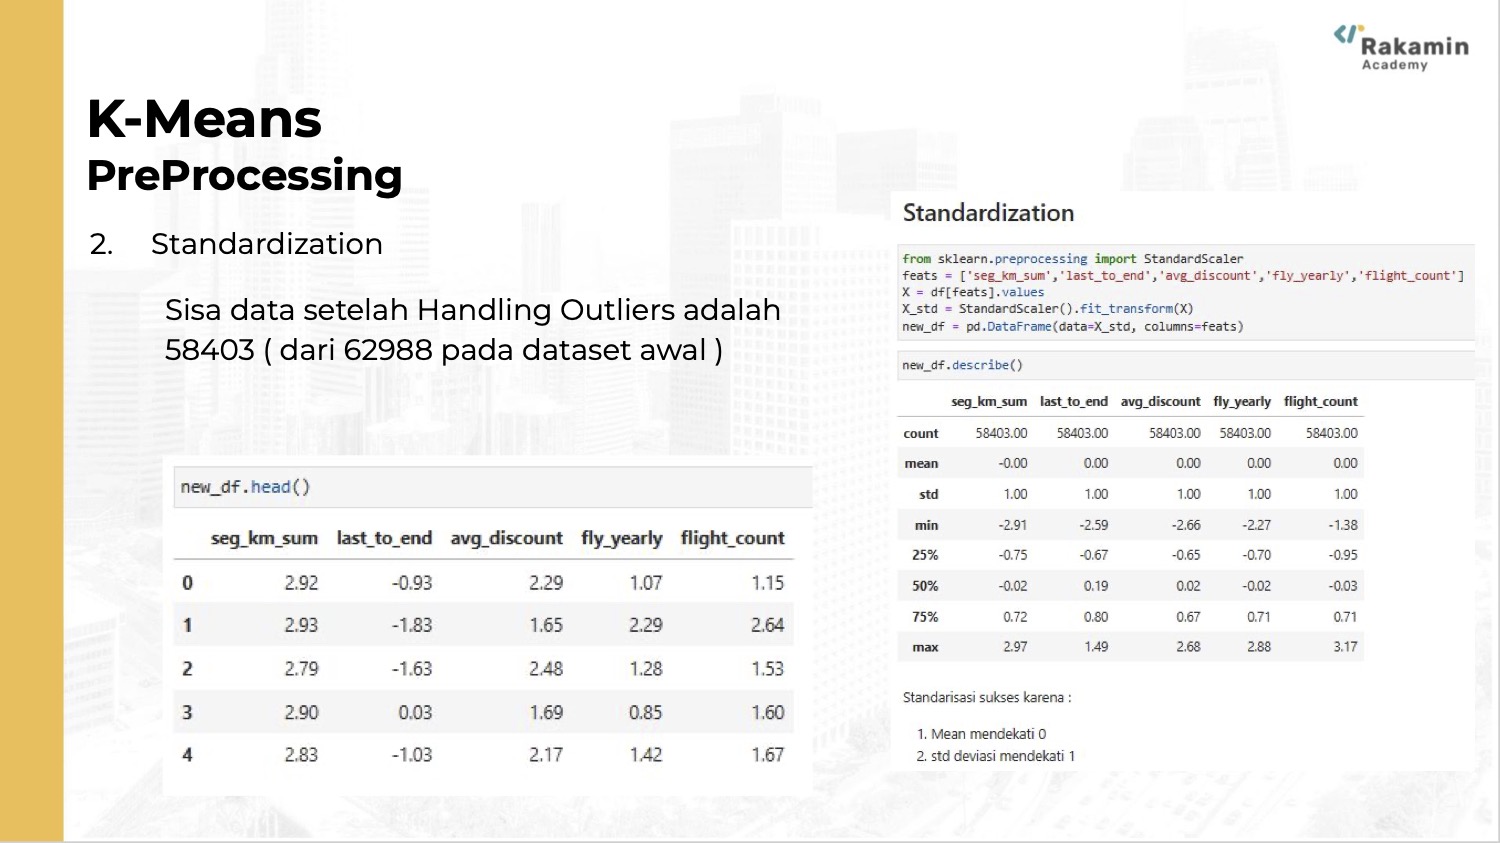 </> Rakamin
Academy
K-Means
PreProcessing
2. Standardization
Sisa data setelah Handling Outliers adalah
58403 ( dari 62988 pada dataset awal )
new_df.head()
seg_km_sum last_to_end avg_discount fly_yearly flight_count
0 2.92 -0.93 2.29 1.07 1.15
1 2.93 -1.83 1.65 2.29 2.64
2 2.79 -1.63 2.48 1.28 1.53
3 2.90 0.03 1.69 0.85 1.60
4 2.83 -1.03 2.17 1.42 1.67
Standardization
from sklearn.preprocessing import StandardScaler
feats = ['seg_km_sum','last_to_end','avg_discount','fly_yearly','flight_count']
X = df[feats].values
X_std = StandardScaler().fit_transform(X)
new_df = pd.DataFrame(data=X_std, columns=feats)
new_df.describe()
seg_km_sum last_to_end avg_discount fly_yearly flight_count
count 58403.00 58403.00 58403.00 58403.00 58403.00
mean -0.00 0.00 0.00 0.00 0.00
std 1.00 1.00 1.00 1.00 1.00
min -2.91 -2.59 -2.66 -2.27 -1.38
25% -0.75 -0.67 -0.65 -0.70 -0.95
50% -0.02 0.19 0.02 -0.02 -0.03
75% 0.72 0.80 0.67 0.71 0.71
max 2.97 1.49 2.68 2.88 3.17
Standarisasi sukses karena :
1. Mean mendekati 0
2. std deviasi mendekati 1